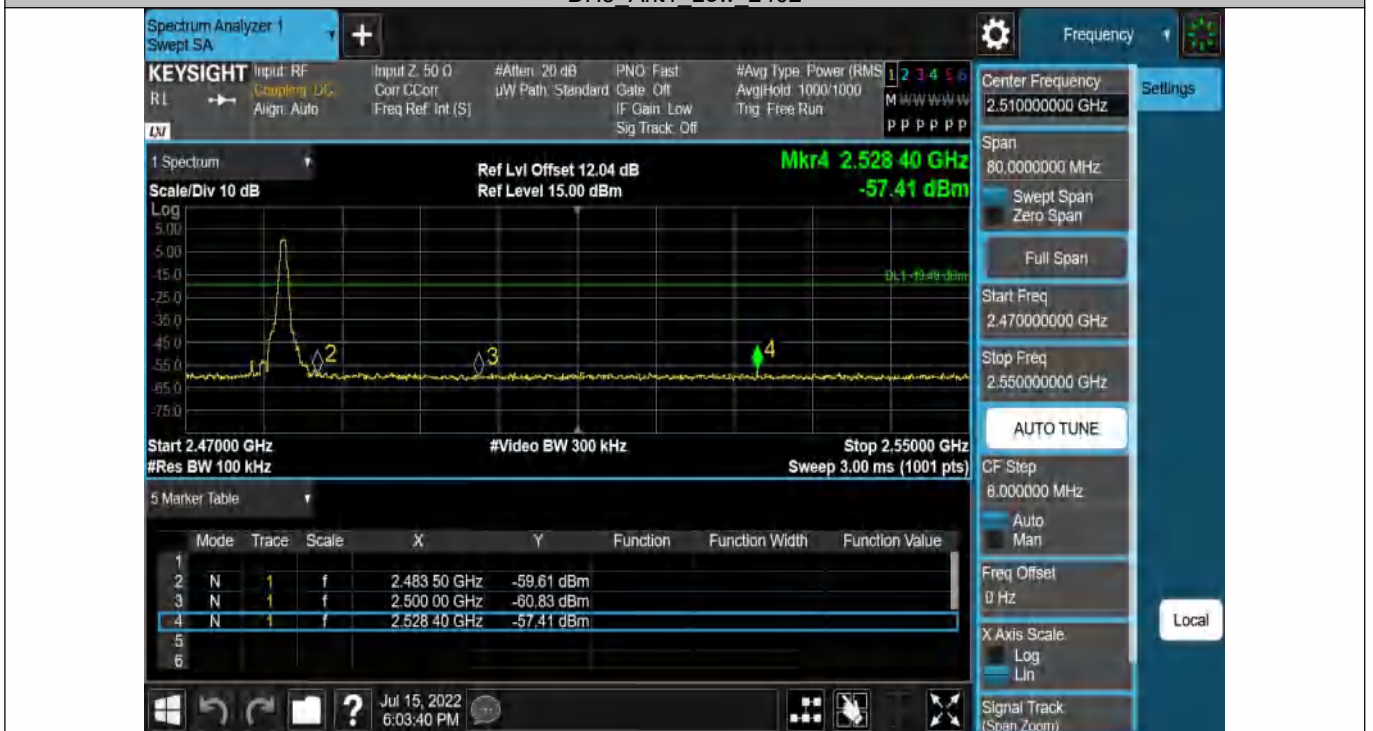 Spectrum Analyzer 1
Swept SA
Frequency
KEYSIGHT
RL
LXI
Input: RF
Coupling: DC
Align: Auto
Input Z: 50 Ω
Corr CCorr
Freq Ref: Int (S)
#Atten: 20 dB
µW Path: Standard
PNO: Fast
Gate: Off
IF Gain: Low
Sig Track: Off
#Avg Type: Power (RMS
Avg|Hold: 1000/1000
Trig: Free Run
1 2 3 4 5 6
M W W W W W
P P P P P P
1 Spectrum
Scale/Div 10 dB
Ref Lvl Offset 12.04 dB
Ref Level 15.00 dBm
Mkr4 2.528 40 GHz
-57.41 dBm
Log
5.00
-5.00
-15.0
-25.0
-35.0
-45.0
-55.0
-65.0
-75.0
2
3
4
Start 2.47000 GHz
#Res BW 100 kHz
#Video BW 300 kHz
Stop 2.55000 GHz
Sweep 3.00 ms (1001 pts)
5 Marker Table
Mode Trace Scale X Y Function Function Width Function Value
1
2 N 1 f 2.483 50 GHz -59.61 dBm
3 N 1 f 2.500 00 GHz -60.83 dBm
4 N 1 f 2.528 40 GHz -57.41 dBm
5
6
Jul 15, 2022
6:03:40 PM
Center Frequency
2.510000000 GHz
Settings
Span
80.0000000 MHz
Swept Span
Zero Span
Full Span
Start Freq
2.470000000 GHz
Stop Freq
2.550000000 GHz
AUTO TUNE
CF Step
8.000000 MHz
Auto
Man
Freq Offset
0 Hz
Local
X Axis Scale
Log
Lin
Signal Track
(Span Zoom)